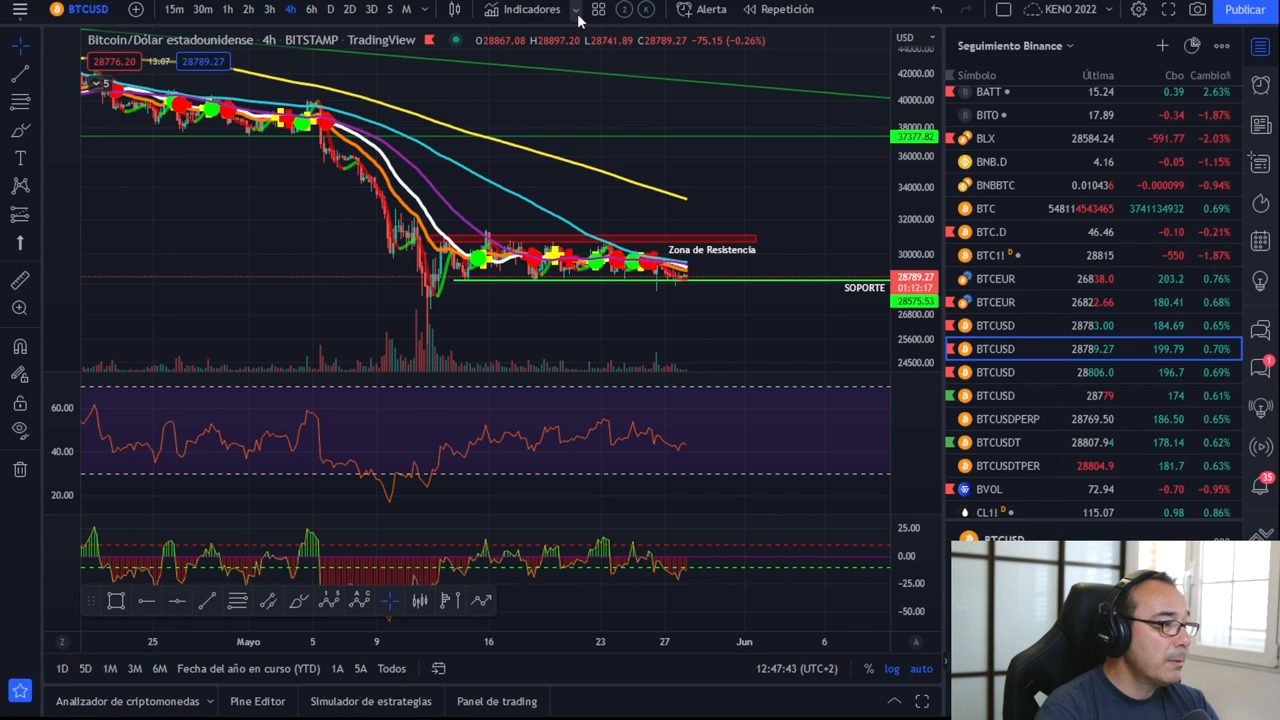 BTCUSD 15m 30m 1h 2h 3h 4h 6h D 2D 3D S M Indicadores 2 K Alerta Repetición KENO 2022 Publicar
Bitcoin/Dólar estadounidense · 4h · BITSTAMP · TradingView O28867.08 H28897.20 L28741.89 C28789.27 -75.15 (-0.26%)
28776.20 13.07 28789.27
5
USD
44000.00
42000.00
40000.00
38000.00
37377.82
36000.00
34000.00
32000.00
Zona de Resistencia
30000.00
28789.27
01:12:17
SOPORTE
28575.53
26800.00
25600.00
24500.00
60.00
40.00
20.00
25.00
0.00
-25.00
-50.00
Z 25 Mayo 5 9 16 23 27 Jun 6 A
1D 5D 1M 3M 6M Fecha del año en curso (YTD) 1A 5A Todos 12:47:43 (UTC+2) % log auto
Analizador de criptomonedas Pine Editor Simulador de estrategias Panel de trading
Seguimiento Binance
Símbolo Última Cbo Cambio%
BATT 15.24 0.39 2.63%
BITO 17.89 -0.34 -1.87%
BLX 28584.24 -591.77 -2.03%
BNB.D 4.16 -0.05 -1.15%
BNBBTC 0.010436 -0.000099 -0.94%
BTC 548114543465 3741134932 0.69%
BTC.D 46.46 -0.10 -0.21%
BTC1! D 28815 -550 -1.87%
BTCEUR 26838.0 203.2 0.76%
BTCEUR 26822.66 180.41 0.68%
BTCUSD 28783.00 184.69 0.65%
BTCUSD 28789.27 199.79 0.70%
BTCUSD 28806.0 196.7 0.69%
BTCUSD 28779 174 0.61%
BTCUSDPERP 28769.50 186.50 0.65%
BTCUSDT 28807.94 178.14 0.62%
BTCUSDTPER 28804.9 181.7 0.63%
BVOL 72.94 -0.70 -0.95%
CL1! D 115.07 0.98 0.86%
1
35